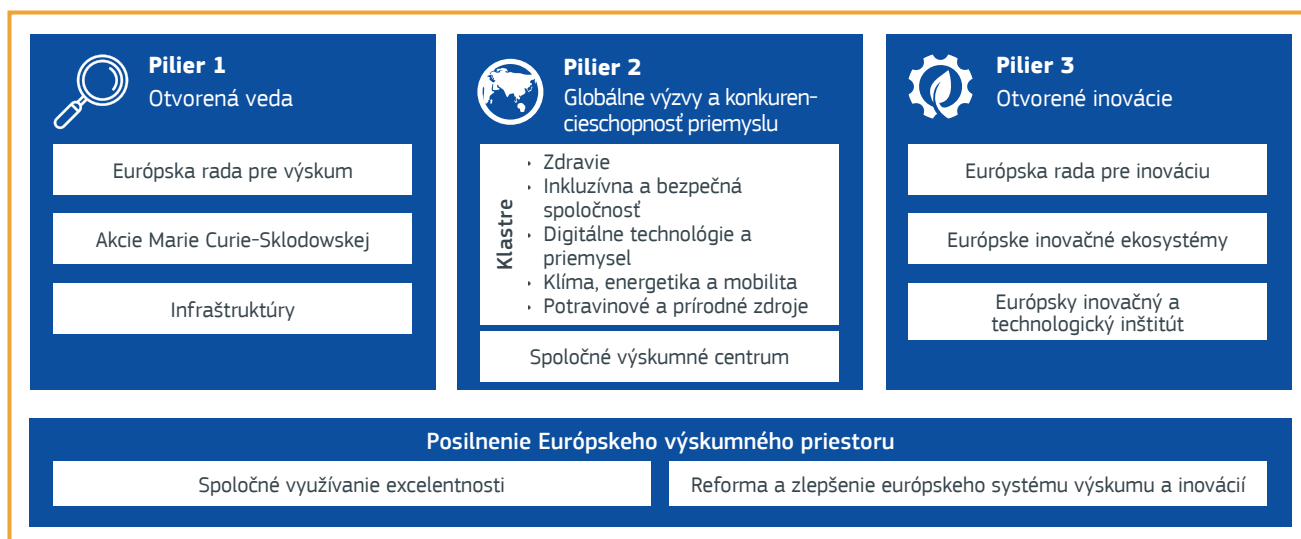 Pilier 1
Otvorená veda
Európska rada pre výskum
Akcie Marie Curie-Sklodowskej
Infraštruktúry
Pilier 2
Globálne výzvy a konkuren-
cieschopnosť priemyslu
Klastre
‣ Zdravie
‣ Inkluzívna a bezpečná
spoločnosť
‣ Digitálne technológie a
priemysel
‣ Klíma, energetika a mobilita
‣ Potravinové a prírodné zdroje
Spoločné výskumné centrum
Pilier 3
Otvorené inovácie
Európska rada pre inováciu
Európske inovačné ekosystémy
Európsky inovačný a
technologický inštitút
Posilnenie Európskeho výskumného priestoru
Spoločné využívanie excelentnosti
Reforma a zlepšenie európskeho systému výskumu a inovácií